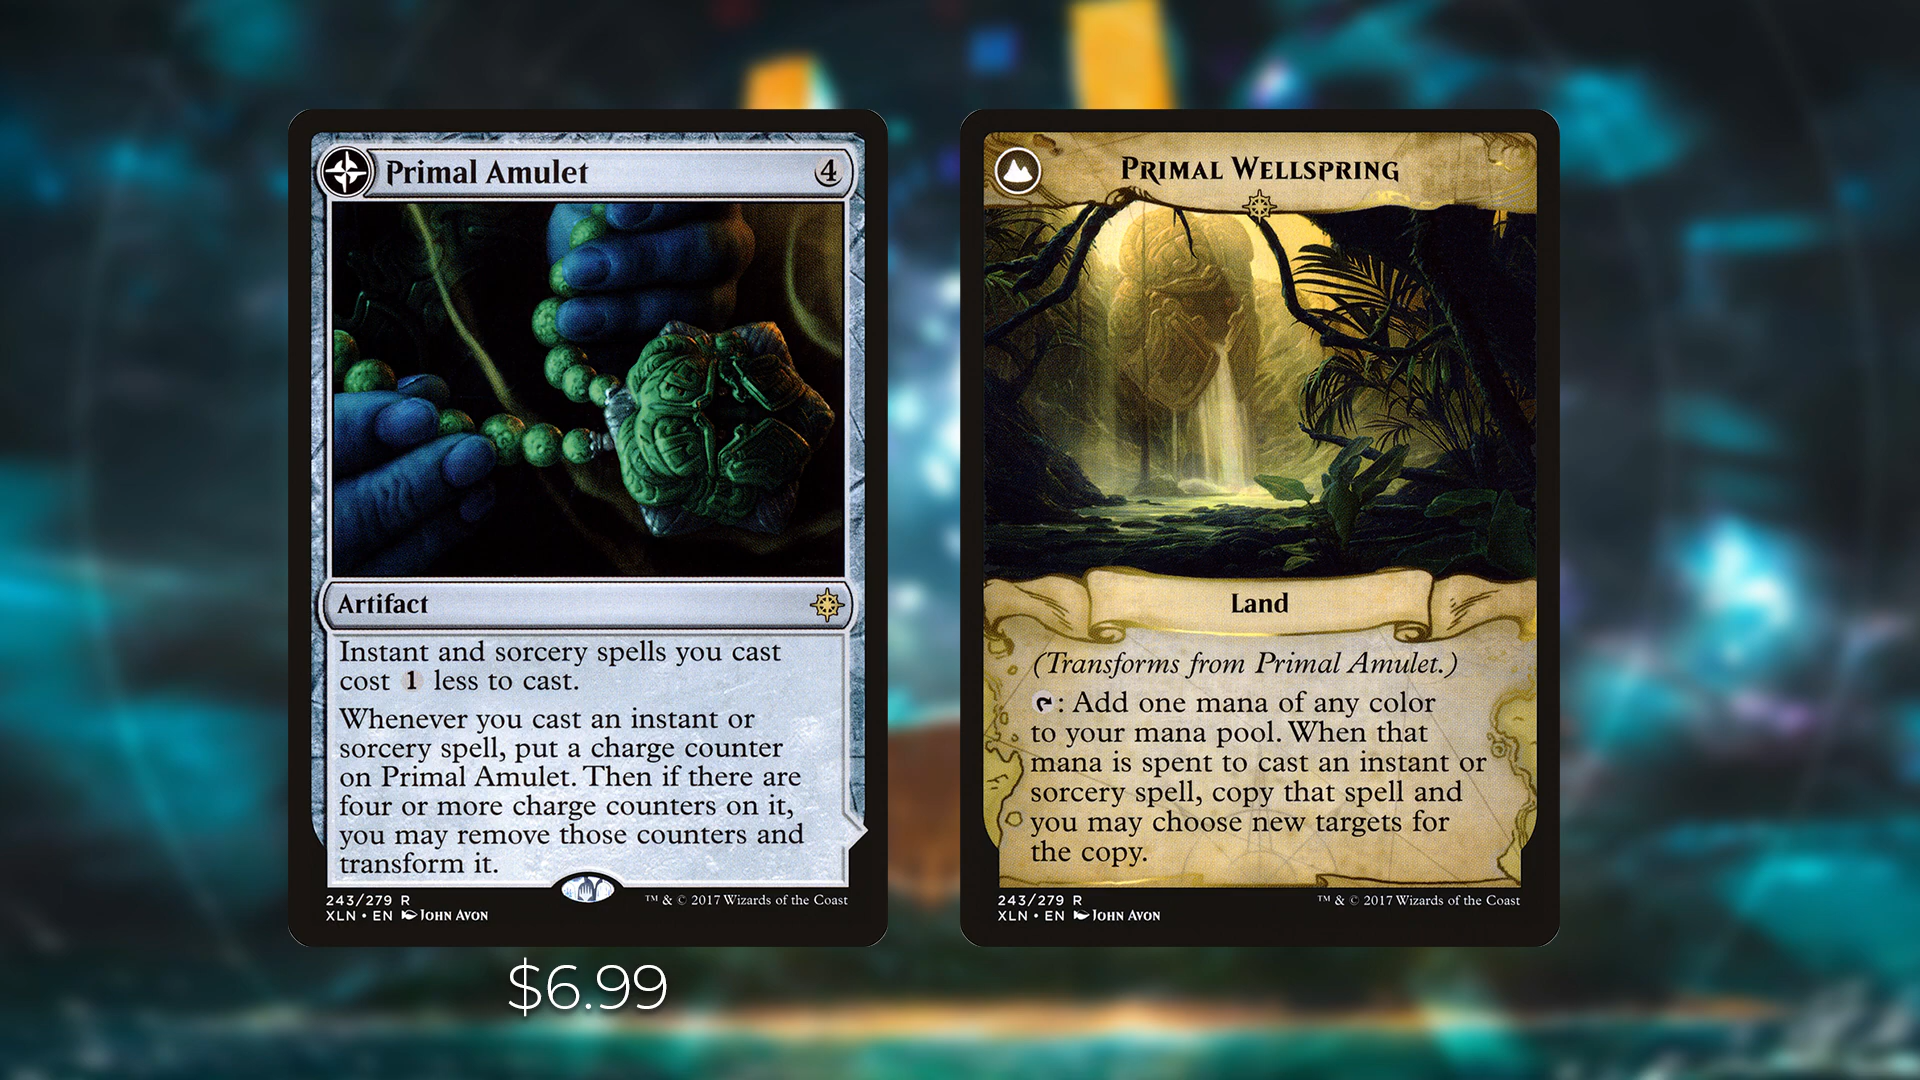 Primal Amulet 4
Artifact
Instant and sorcery spells you cast
cost 1 less to cast.
Whenever you cast an instant or
sorcery spell, put a charge counter
on Primal Amulet. Then if there are
four or more charge counters on it,
you may remove those counters and
transform it.
243/279 R
XLN • EN John Avon
™ & © 2017 Wizards of the Coast
$6.99
Primal Wellspring
Land
(Transforms from Primal Amulet.)
: Add one mana of any color
to your mana pool. When that
mana is spent to cast an instant or
sorcery spell, copy that spell and
you may choose new targets for
the copy.
243/279 R
XLN • EN John Avon
™ & © 2017 Wizards of the Coast